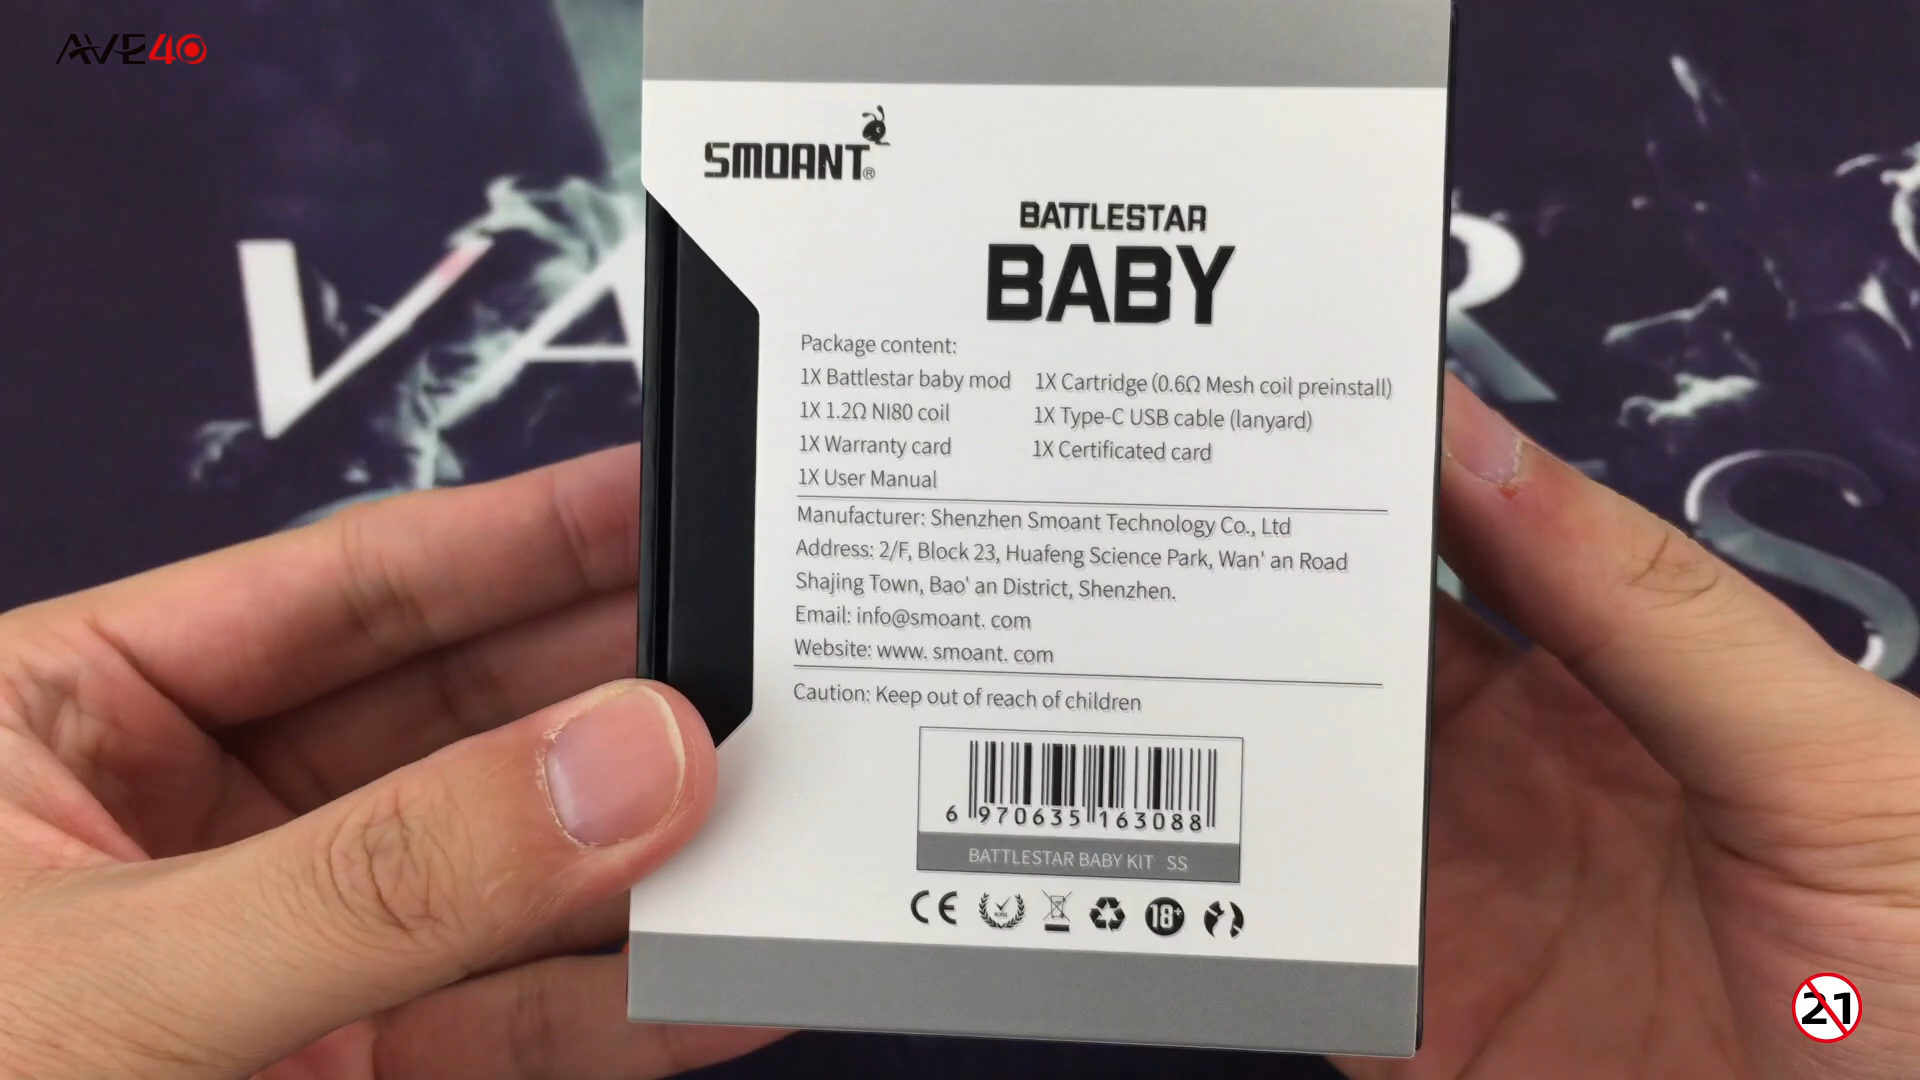 AVE40
SMOANT®
BATTLESTAR
BABY
Package content:
1X Battlestar baby mod 1X Cartridge (0.6Ω Mesh coil preinstall)
1X 1.2Ω NI80 coil 1X Type-C USB cable (lanyard)
1X Warranty card 1X Certificated card
1X User Manual
Manufacturer: Shenzhen Smoant Technology Co., Ltd
Address: 2/F, Block 23, Huafeng Science Park, Wan' an Road
Shajing Town, Bao' an District, Shenzhen.
Email: info@smoant. com
Website: www. smoant. com
Caution: Keep out of reach of children
6 970635 163088
BATTLESTAR BABY KIT SS
CE
18+
21